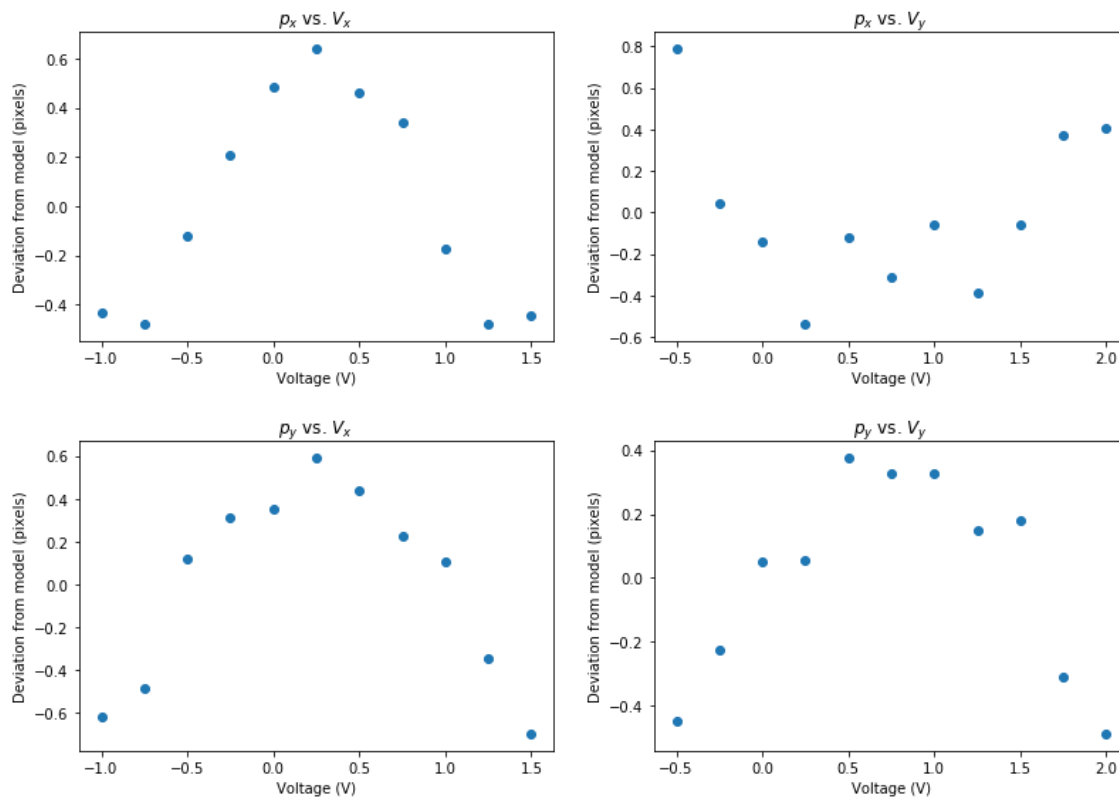 p_x vs. V_x
Deviation from model (pixels)
0.6
0.4
0.2
0.0
−0.2
−0.4
−1.0 −0.5 0.0 0.5 1.0 1.5
Voltage (V)
p_x vs. V_y
Deviation from model (pixels)
0.8
0.6
0.4
0.2
0.0
−0.2
−0.4
−0.6
−0.5 0.0 0.5 1.0 1.5 2.0
Voltage (V)
p_y vs. V_x
Deviation from model (pixels)
0.6
0.4
0.2
0.0
−0.2
−0.4
−0.6
−1.0 −0.5 0.0 0.5 1.0 1.5
Voltage (V)
p_y vs. V_y
Deviation from model (pixels)
0.4
0.2
0.0
−0.2
−0.4
−0.5 0.0 0.5 1.0 1.5 2.0
Voltage (V)